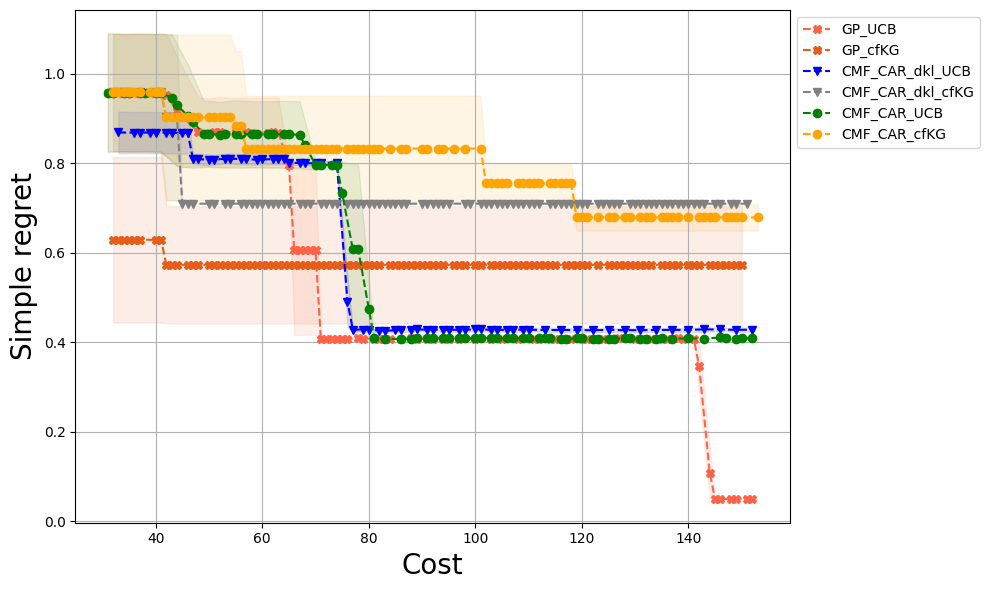 Simple regret
1.0
0.8
0.6
0.4
0.2
0.0
40 60 80 100 120 140
Cost
GP_UCB
GP_cfKG
CMF_CAR_dkl_UCB
CMF_CAR_dkl_cfKG
CMF_CAR_UCB
CMF_CAR_cfKG